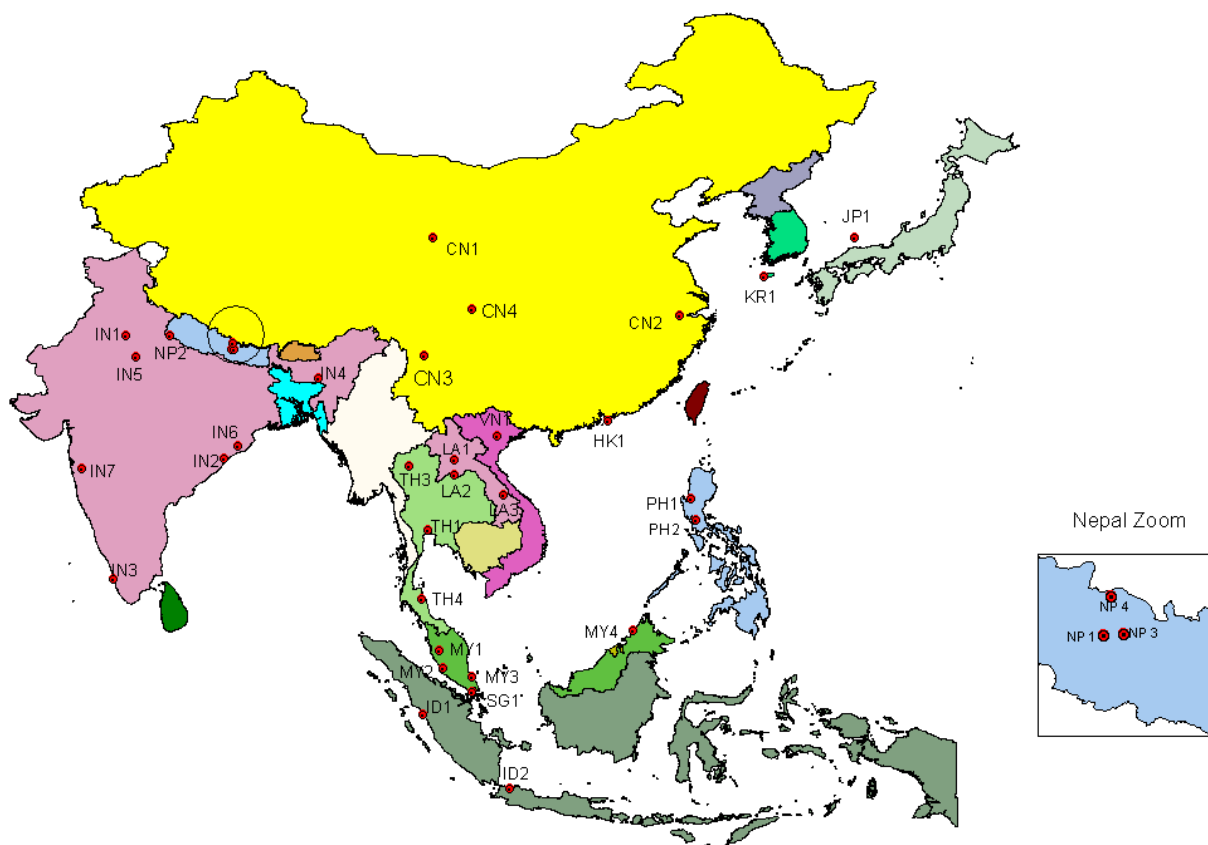 JP1
CN1
KR1
CN4
CN2
IN1
NP2
IN5
CN3
IN4
HK1
VN1
IN6
LA1
IN2
IN7
TH3
LA2
LA3
PH1
TH1
PH2
Nepal Zoom
IN3
TH4
NP 4
MY4
NP 1
NP 3
MY1
MY2
MY3
SG1
ID1
ID2